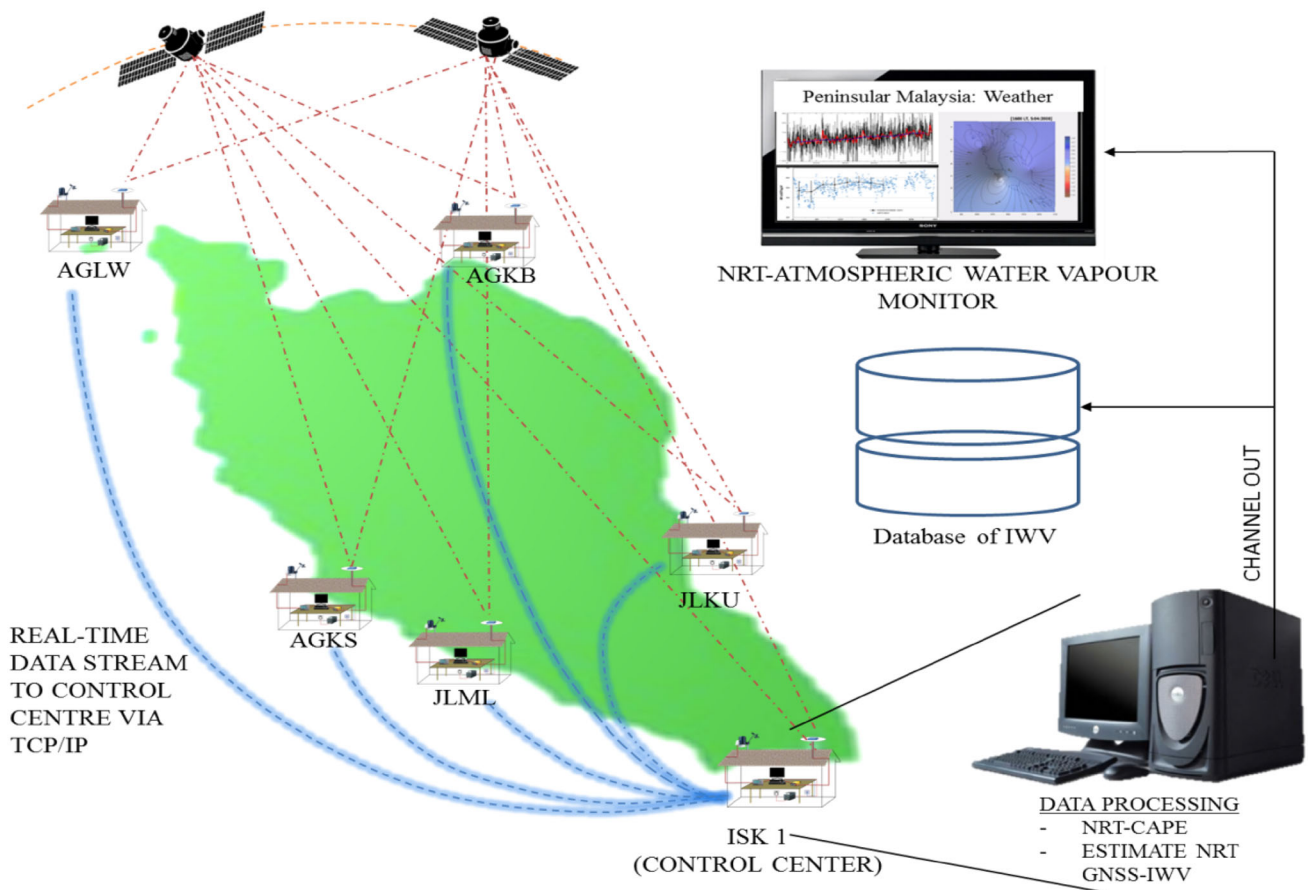 Peninsular Malaysia: Weather
SONY
NRT-ATMOSPHERIC WATER VAPOUR
MONITOR
AGLW
AGKB
Database of IWV
CHANNEL OUT
JLKU
AGKS
JLML
REAL-TIME
DATA STREAM
TO CONTROL
CENTRE VIA
TCP/IP
ISK 1
(CONTROL CENTER)
DATA PROCESSING
- NRT-CAPE
- ESTIMATE NRT
GNSS-IWV